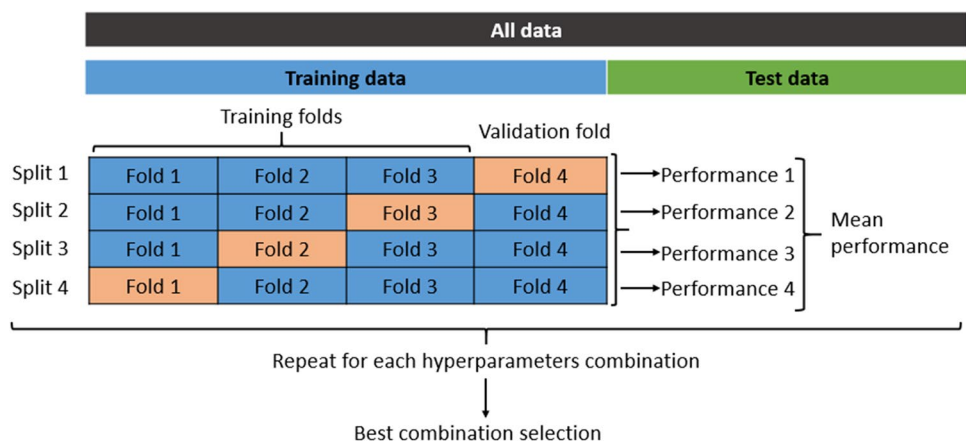 All data
Training data Test data
Training folds Validation fold
Split 1 Fold 1 Fold 2 Fold 3 Fold 4 Performance 1
Split 2 Fold 1 Fold 2 Fold 3 Fold 4 Performance 2
Split 3 Fold 1 Fold 2 Fold 3 Fold 4 Performance 3
Split 4 Fold 1 Fold 2 Fold 3 Fold 4 Performance 4
Mean
performance
Repeat for each hyperparameters combination
Best combination selection